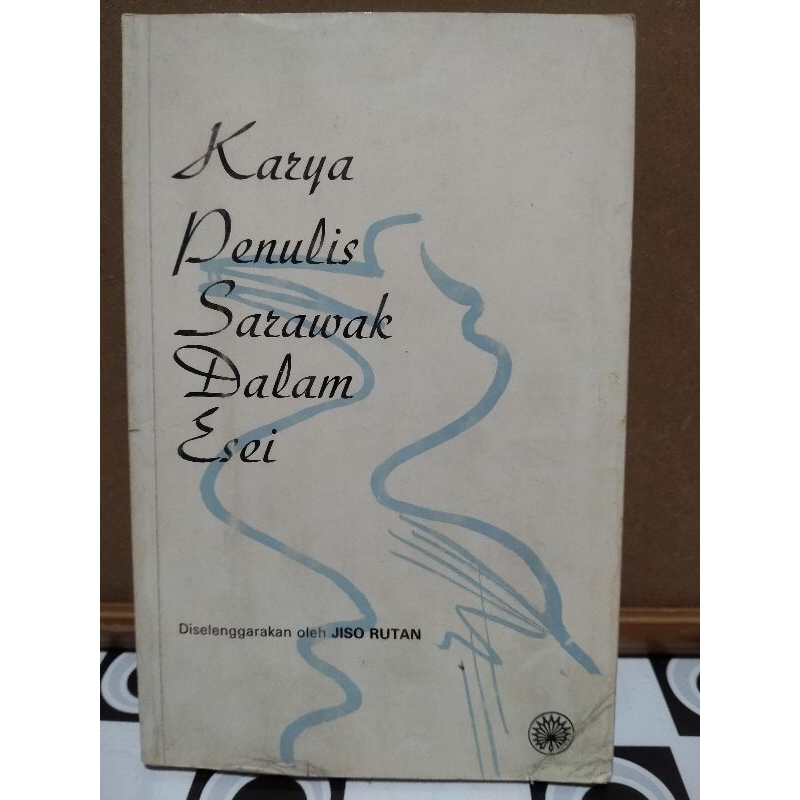 Karya
Penulis
Sarawak
Dalam
Esei
Diselenggarakan oleh JISO RUTAN